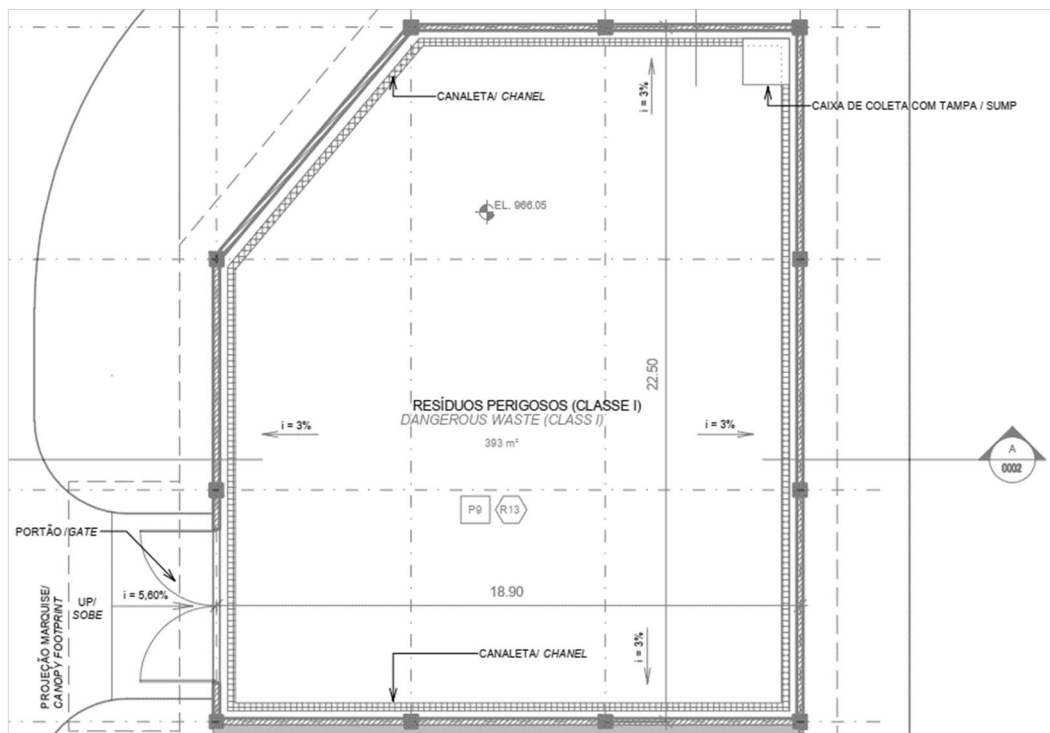 CANALETA/ CHANEL
i = 3%
CAIXA DE COLETA COM TAMPA / SUMP
EL. 966.05
22.50
RESÍDUOS PERIGOSOS (CLASSE I)
DANGEROUS WASTE (CLASS I)
393 m²
i = 3%
i = 3%
A
0002
P9
R13
PORTÃO /GATE
18.90
i = 5,60%
UP/
SOBE
PROJEÇÃO MARQUISE/
CANOPY FOOTPRINT
CANALETA/ CHANEL
i = 3%